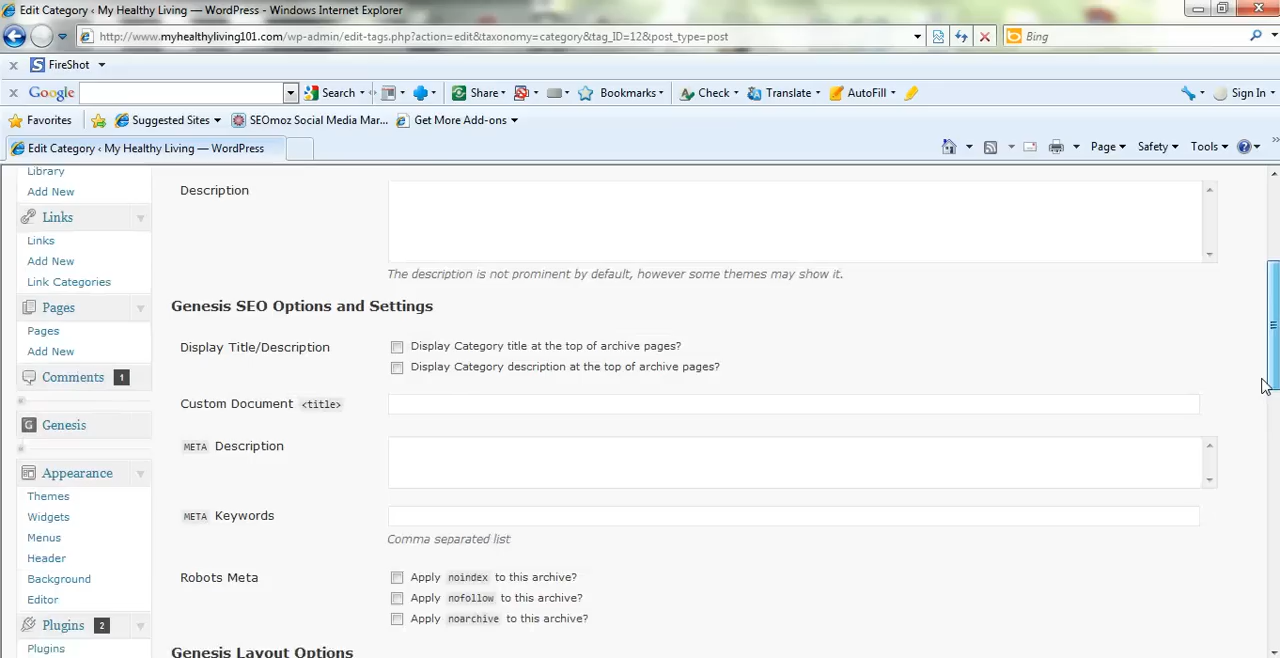 Edit Category ‹ My Healthy Living — WordPress - Windows Internet Explorer
http://www.myhealthyliving101.com/wp-admin/edit-tags.php?action=edit&taxonomy=category&tag_ID=12&post_type=post
Bing
x FireShot
x Google Search Share Bookmarks Check Translate AutoFill Sign In
Favorites Suggested Sites SEOmoz Social Media Mar... Get More Add-ons
Edit Category ‹ My Healthy Living — WordPress Page Safety Tools
Library
Add New
Links
Links
Add New
Link Categories
Pages
Pages
Add New
Comments 1
Genesis
Appearance
Themes
Widgets
Menus
Header
Background
Editor
Plugins 2
Plugins
Description
The description is not prominent by default, however some themes may show it.
Genesis SEO Options and Settings
Display Title/Description
Display Category title at the top of archive pages?
Display Category description at the top of archive pages?
Custom Document <title>
META Description
META Keywords
Comma separated list
Robots Meta
Apply noindex to this archive?
Apply nofollow to this archive?
Apply noarchive to this archive?
Genesis Layout Options